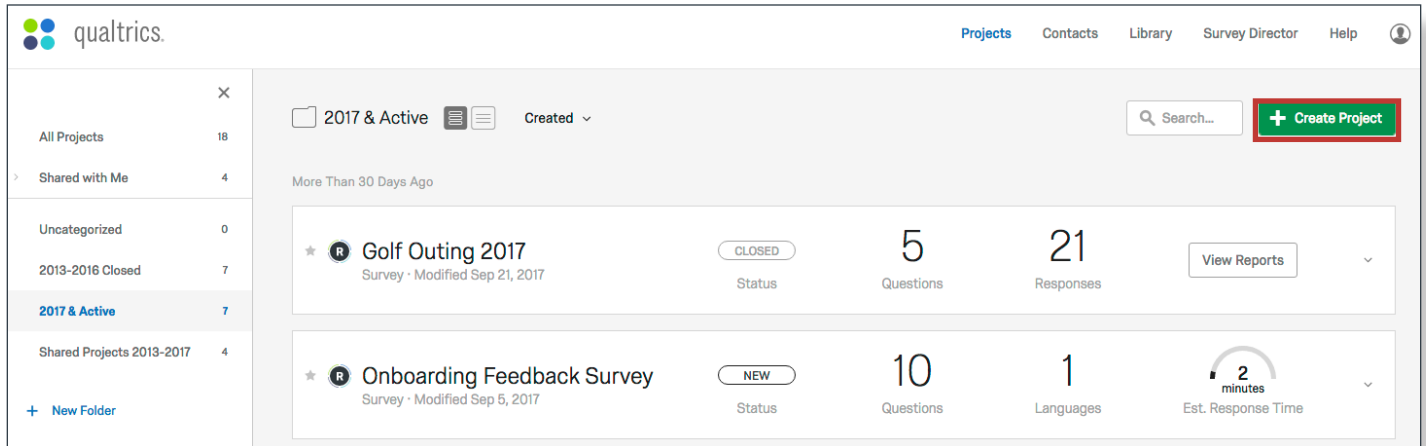 qualtrics.
Projects Contacts Library Survey Director Help
All Projects 18
Shared with Me 4
Uncategorized 0
2013-2016 Closed 7
2017 & Active 7
Shared Projects 2013-2017 4
+ New Folder
2017 & Active Created Search... + Create Project
More Than 30 Days Ago
R Golf Outing 2017 CLOSED 5 21 View Reports
Survey · Modified Sep 21, 2017 Status Questions Responses
R Onboarding Feedback Survey NEW 10 1 2
minutes
Survey · Modified Sep 5, 2017 Status Questions Languages Est. Response Time